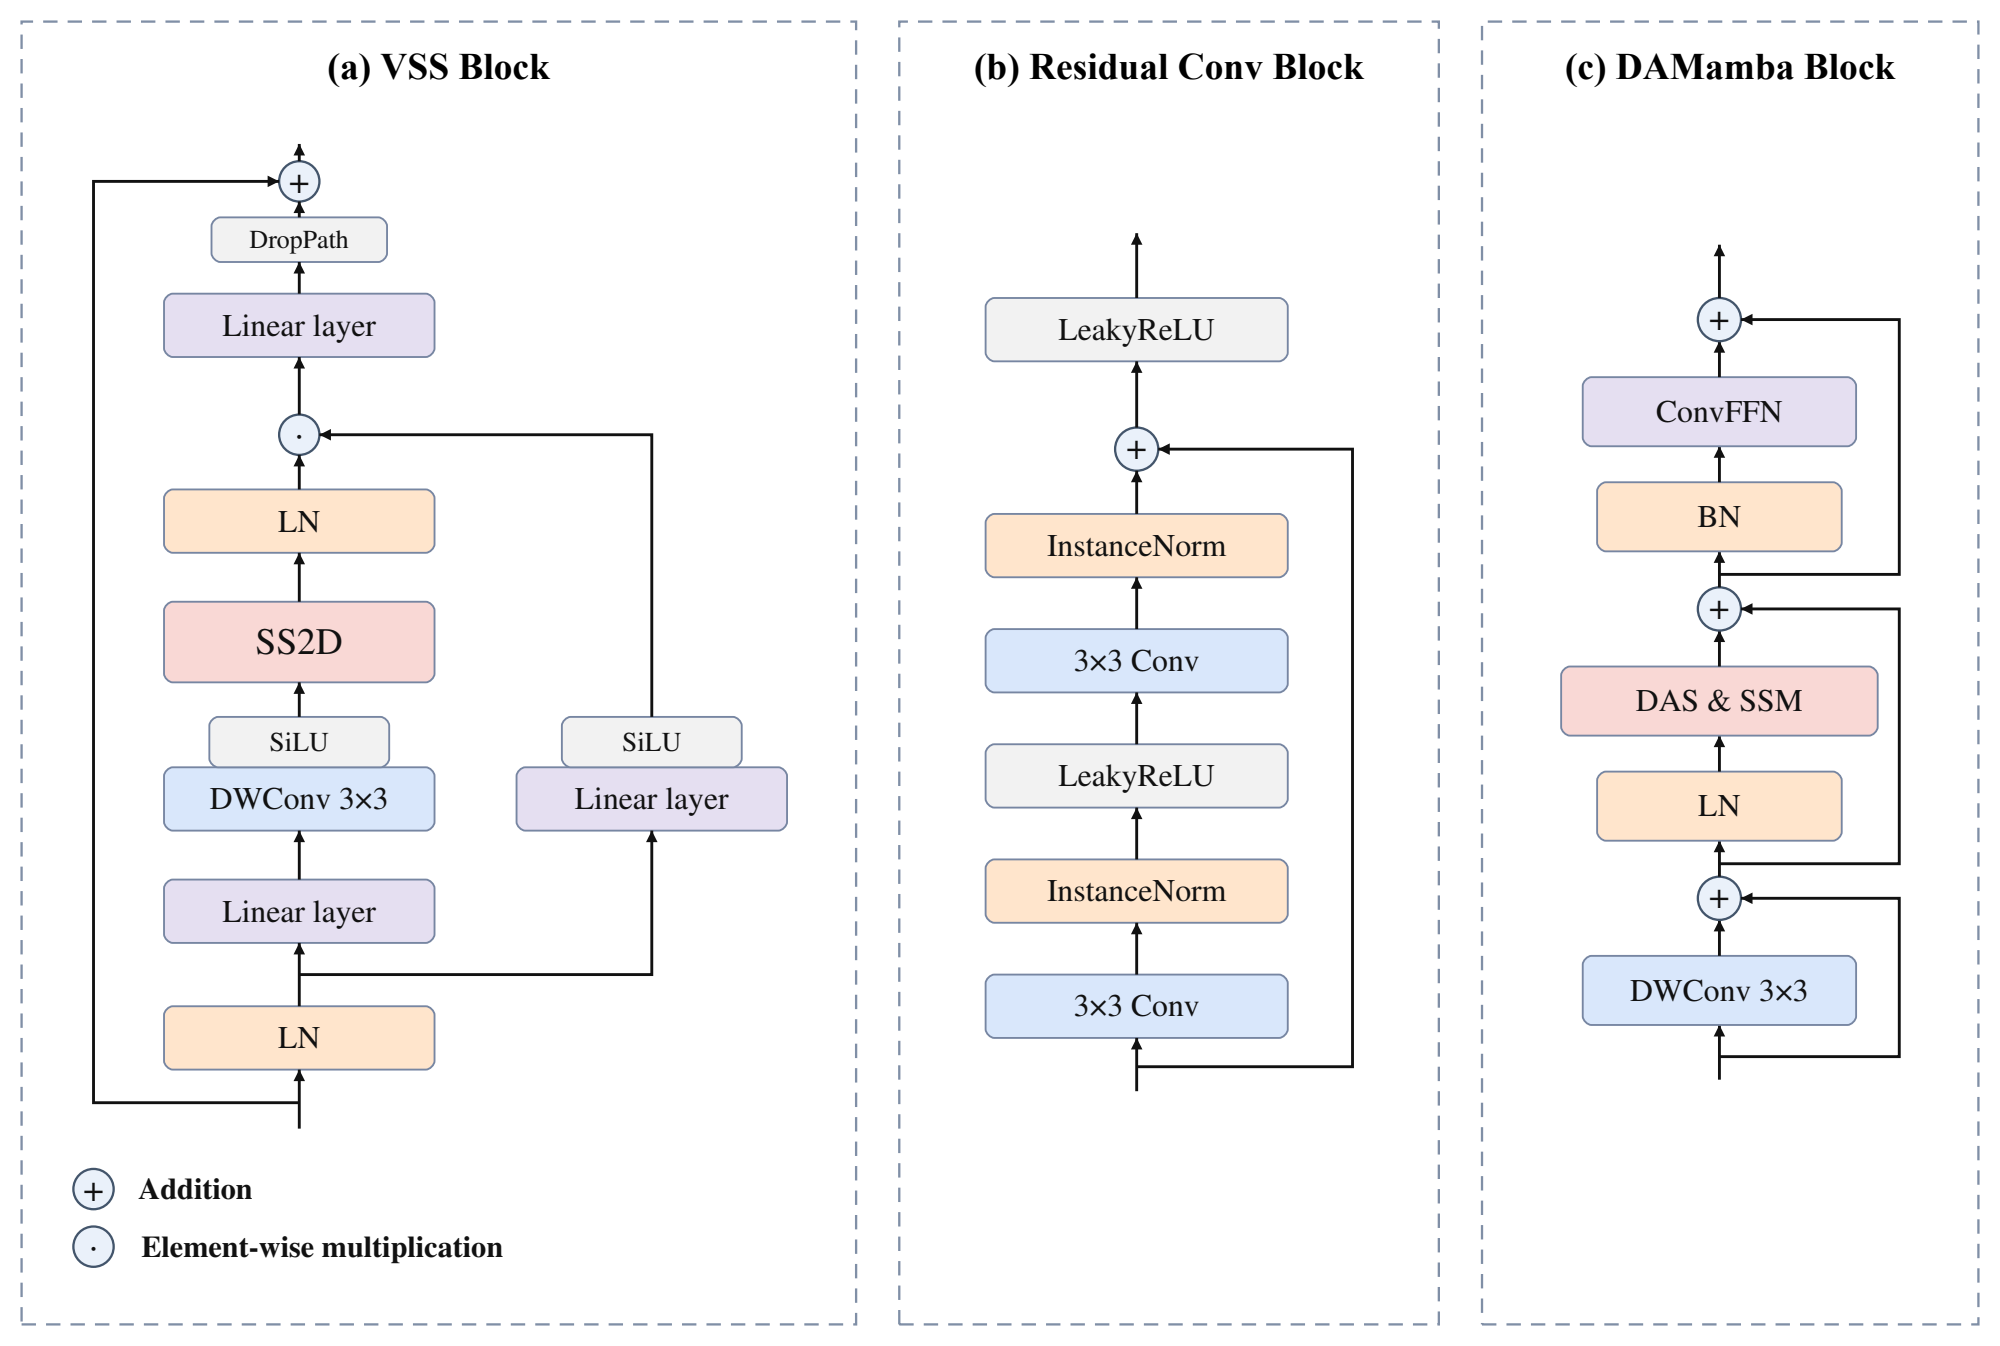 (a) VSS Block
+
DropPath
Linear layer
·
LN
SS2D
SiLU
SiLU
DWConv 3×3
Linear layer
Linear layer
LN
+ Addition
· Element-wise multiplication
(b) Residual Conv Block
LeakyReLU
+
InstanceNorm
3×3 Conv
LeakyReLU
InstanceNorm
3×3 Conv
(c) DAMamba Block
+
ConvFFN
BN
+
DAS & SSM
LN
+
DWConv 3×3